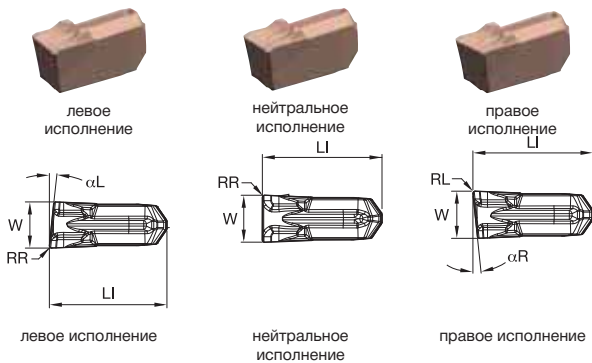 левое
исполнение
нейтральное
исполнение
правое
исполнение
αL
W
RR
LI
RR
LI
W
RL
LI
W
αR
левое исполнение
нейтральное
исполнение
правое исполнение